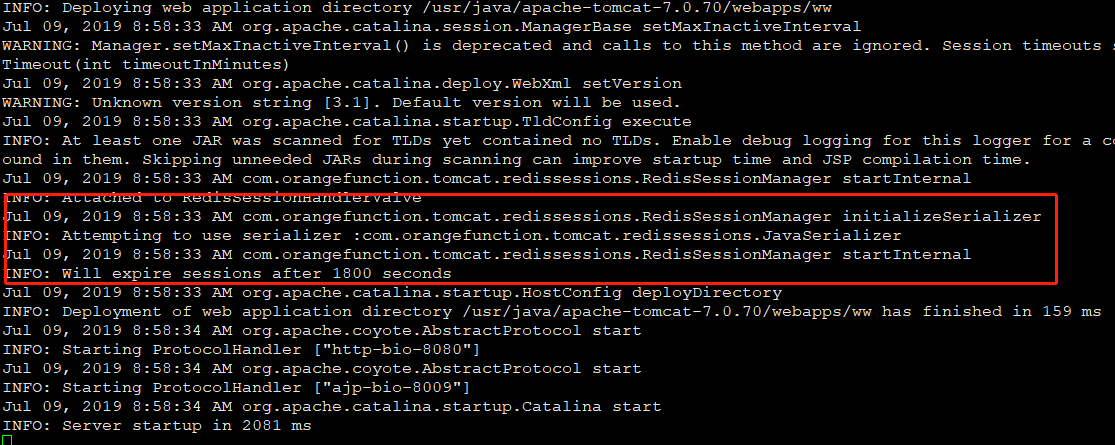 INFO: Deploying web application directory /usr/java/apache-tomcat-7.0.70/webapps/ww
Jul 09, 2019 8:58:33 AM org.apache.catalina.session.ManagerBase setMaxInactiveInterval
WARNING: Manager.setMaxInactiveInterval() is deprecated and calls to this method are ignored. Session timeouts s
Timeout(int timeoutInMinutes)
Jul 09, 2019 8:58:33 AM org.apache.catalina.deploy.WebXml setVersion
WARNING: Unknown version string [3.1]. Default version will be used.
Jul 09, 2019 8:58:33 AM org.apache.catalina.startup.TldConfig execute
INFO: At least one JAR was scanned for TLDs yet contained no TLDs. Enable debug logging for this logger for a co
ound in them. Skipping unneeded JARs during scanning can improve startup time and JSP compilation time.
Jul 09, 2019 8:58:33 AM com.orangefunction.tomcat.redissessions.RedisSessionManager startInternal
INFO: Attached to RedisSessionHandlerValve
Jul 09, 2019 8:58:33 AM com.orangefunction.tomcat.redissessions.RedisSessionManager initializeSerializer
INFO: Attempting to use serializer :com.orangefunction.tomcat.redissessions.JavaSerializer
Jul 09, 2019 8:58:33 AM com.orangefunction.tomcat.redissessions.RedisSessionManager startInternal
INFO: Will expire sessions after 1800 seconds
Jul 09, 2019 8:58:33 AM org.apache.catalina.startup.HostConfig deployDirectory
INFO: Deployment of web application directory /usr/java/apache-tomcat-7.0.70/webapps/ww has finished in 159 ms
Jul 09, 2019 8:58:34 AM org.apache.coyote.AbstractProtocol start
INFO: Starting ProtocolHandler ["http-bio-8080"]
Jul 09, 2019 8:58:34 AM org.apache.coyote.AbstractProtocol start
INFO: Starting ProtocolHandler ["ajp-bio-8009"]
Jul 09, 2019 8:58:34 AM org.apache.catalina.startup.Catalina start
INFO: Server startup in 2081 ms